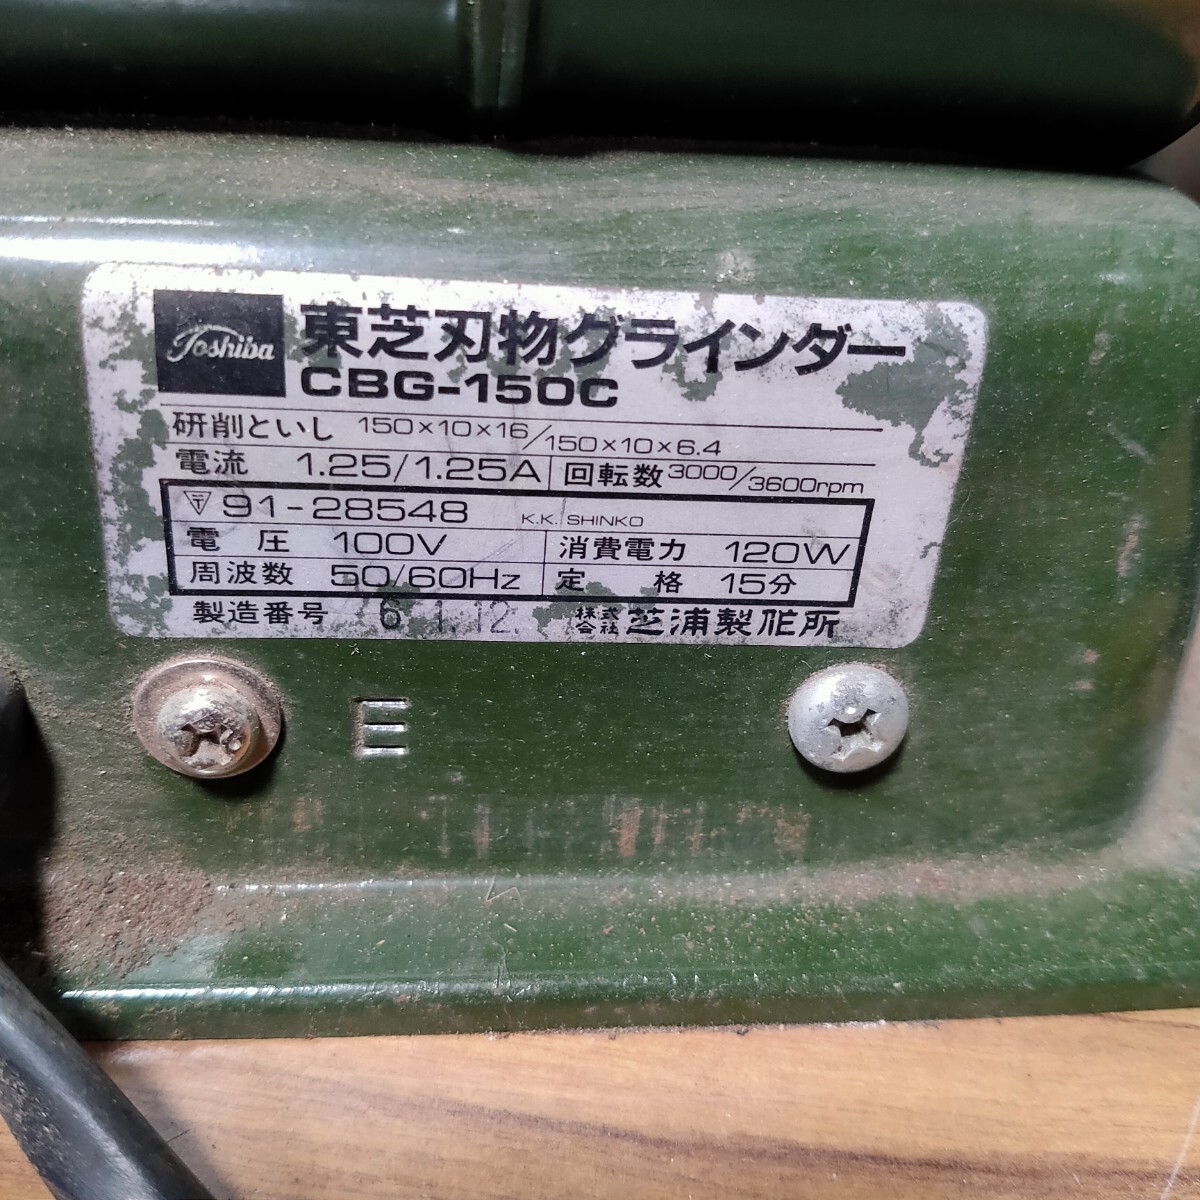 Toshiba
東芝刃物グラインダー
CBG-150C
研削といし 150×10×16/150×10×6.4
電流 1.25/1.25A 回転数 3000/3600rpm
〒 91-28548 K.K. SHINKO
電圧 100V 消費電力 120W
周波数 50/60Hz 定格 15分
製造番号 6 1.12. 株式会社 芝浦製作所
E